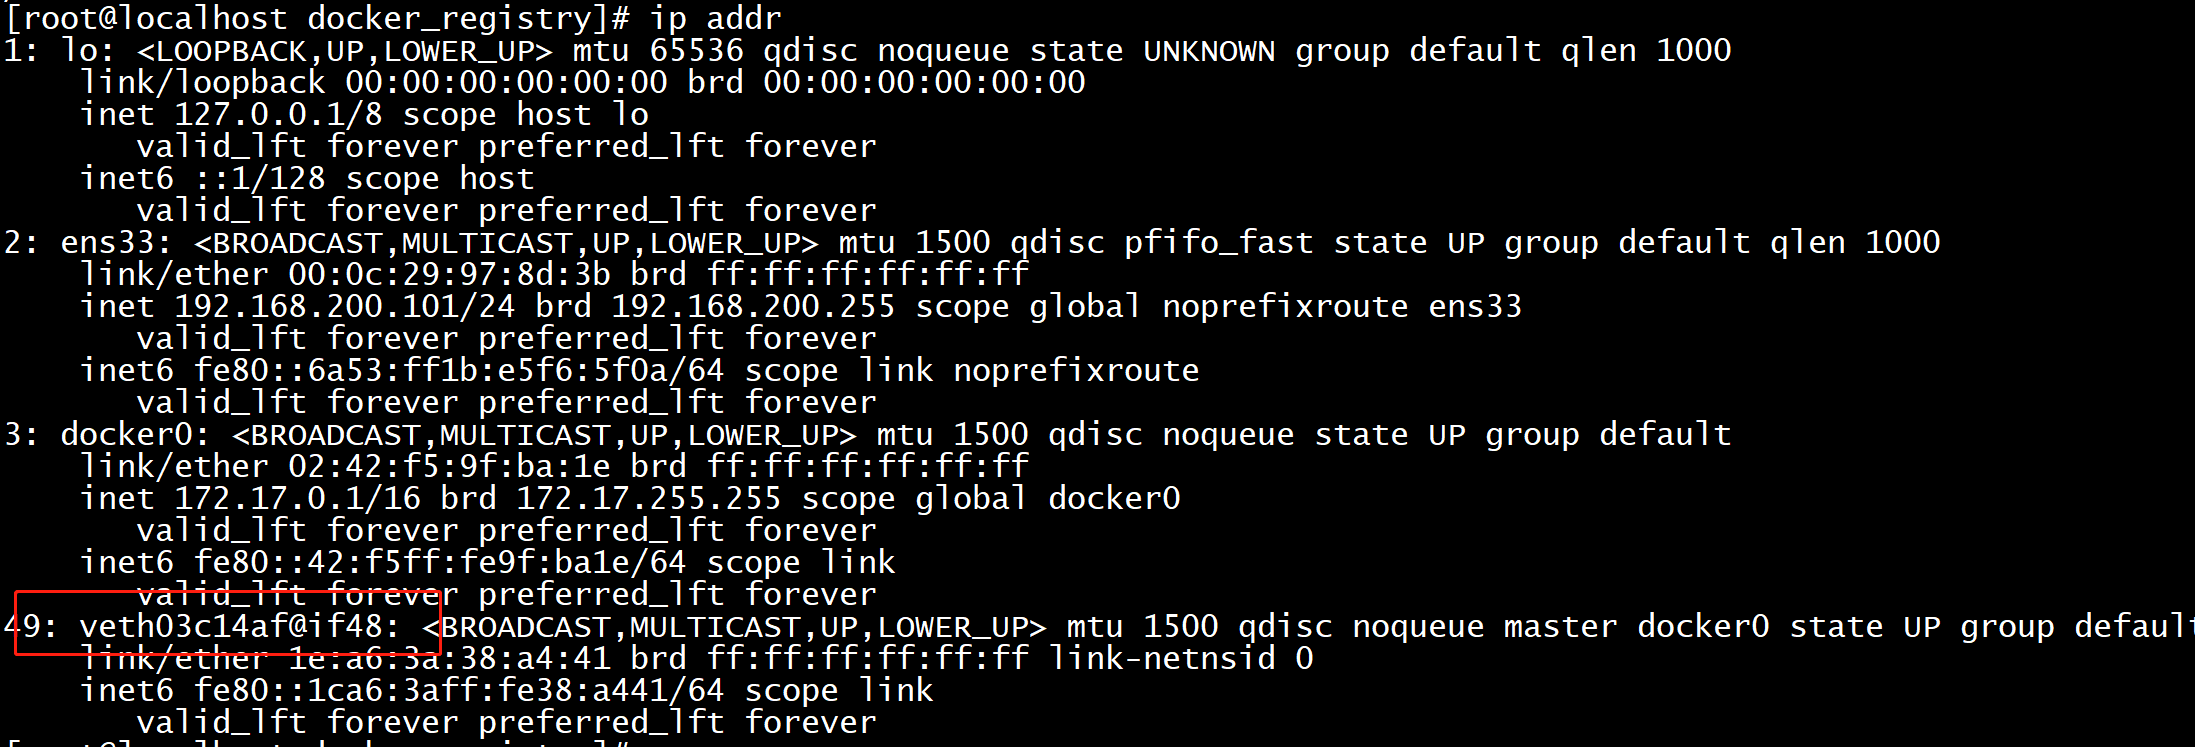 [root@localhost docker_registry]# ip addr
1: lo: <LOOPBACK,UP,LOWER_UP> mtu 65536 qdisc noqueue state UNKNOWN group default qlen 1000
    link/loopback 00:00:00:00:00:00 brd 00:00:00:00:00:00
    inet 127.0.0.1/8 scope host lo
       valid_lft forever preferred_lft forever
    inet6 ::1/128 scope host
       valid_lft forever preferred_lft forever
2: ens33: <BROADCAST,MULTICAST,UP,LOWER_UP> mtu 1500 qdisc pfifo_fast state UP group default qlen 1000
    link/ether 00:0c:29:97:8d:3b brd ff:ff:ff:ff:ff:ff
    inet 192.168.200.101/24 brd 192.168.200.255 scope global noprefixroute ens33
       valid_lft forever preferred_lft forever
    inet6 fe80::6a53:ff1b:e5f6:5f0a/64 scope link noprefixroute
       valid_lft forever preferred_lft forever
3: docker0: <BROADCAST,MULTICAST,UP,LOWER_UP> mtu 1500 qdisc noqueue state UP group default
    link/ether 02:42:f5:9f:ba:1e brd ff:ff:ff:ff:ff:ff
    inet 172.17.0.1/16 brd 172.17.255.255 scope global docker0
       valid_lft forever preferred_lft forever
    inet6 fe80::42:f5ff:fe9f:ba1e/64 scope link
       valid_lft forever preferred_lft forever
49: veth03c14af@if48: <BROADCAST,MULTICAST,UP,LOWER_UP> mtu 1500 qdisc noqueue master docker0 state UP group default
    link/ether 1e:a6:3a:38:a4:41 brd ff:ff:ff:ff:ff:ff link-netnsid 0
    inet6 fe80::1ca6:3aff:fe38:a441/64 scope link
       valid_lft forever preferred_lft forever